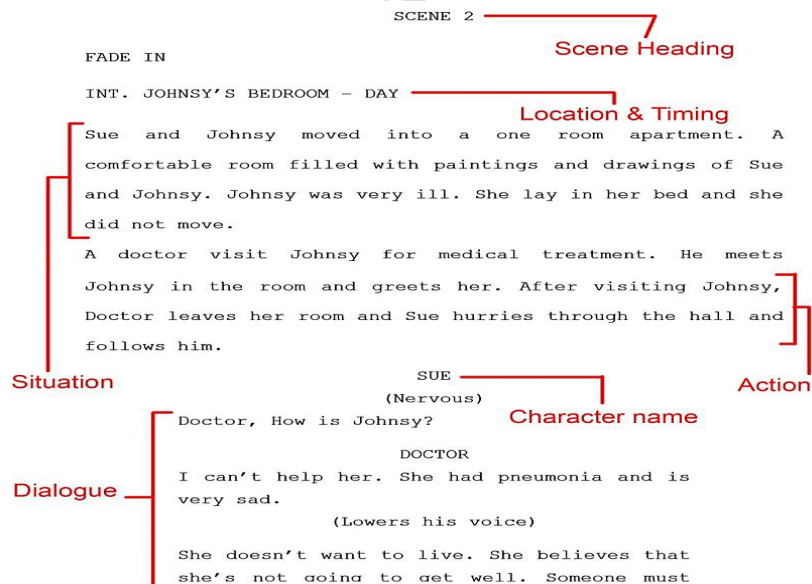 SCENE 2
Scene Heading
FADE IN
INT. JOHNSY'S BEDROOM – DAY
Location & Timing
Sue and Johnsy moved into a one room apartment. A
comfortable room filled with paintings and drawings of Sue
and Johnsy. Johnsy was very ill. She lay in her bed and she
did not move.
A doctor visit Johnsy for medical treatment. He meets
Johnsy in the room and greets her. After visiting Johnsy,
Doctor leaves her room and Sue hurries through the hall and
follows him.
Situation
Action
SUE
(Nervous)
Character name
Doctor, How is Johnsy?
DOCTOR
Dialogue
I can't help her. She had pneumonia and is
very sad.
(Lowers his voice)
She doesn't want to live. She believes that
she's not going to get well. Someone must